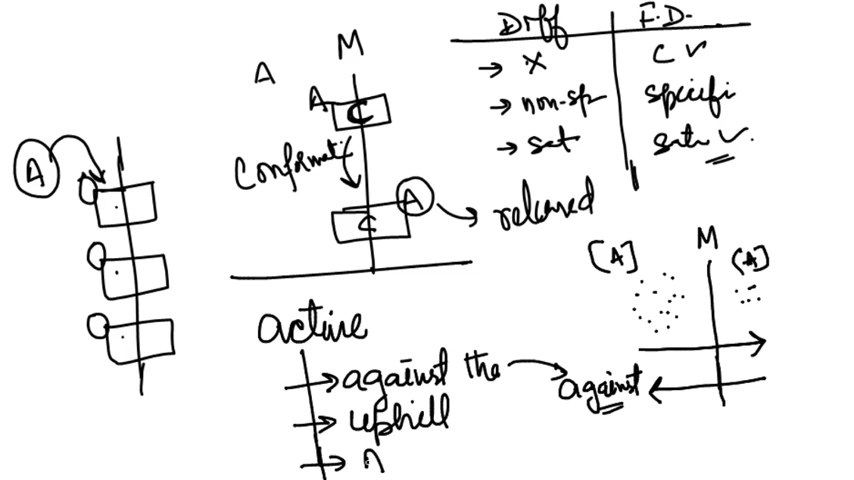 Diff F.D.
→ X C ✓
→ non-sp specifi
→ sat satu ✓.
A M
A C
Conformati
C A → released
A
[A] M [A]
active
→ against the → against
→ uphill
→